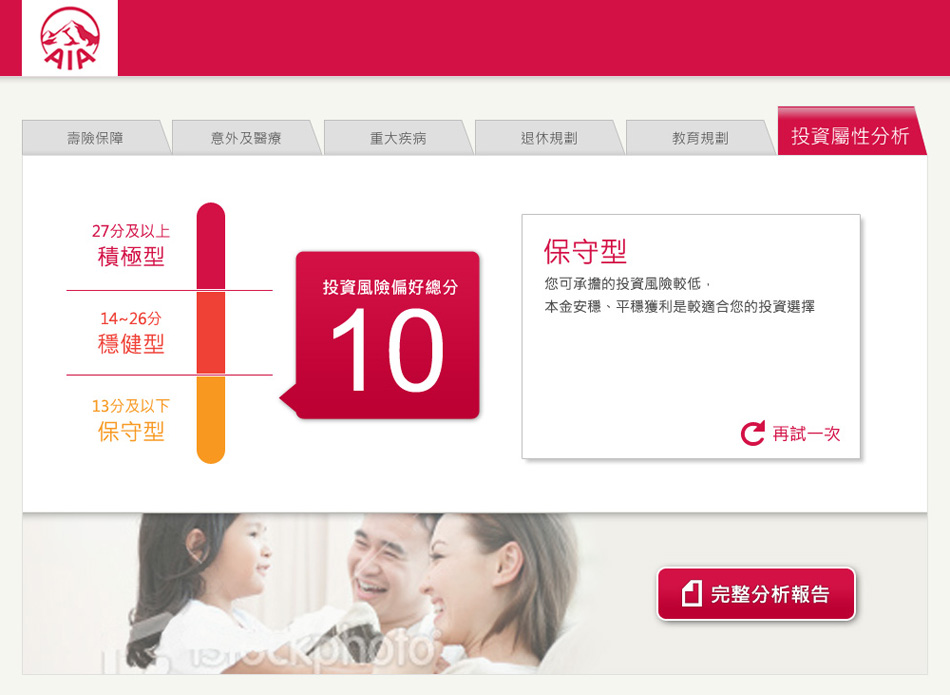 AIA
壽險保障
意外及醫療
重大疾病
退休規劃
教育規劃
投資屬性分析
27分及以上
積極型
14~26分
穩健型
13分及以下
保守型
投資風險偏好總分
10
保守型
您可承擔的投資風險較低，
本金安穩、平穩獲利是較適合您的投資選擇
再試一次
iStockphoto
完整分析報告